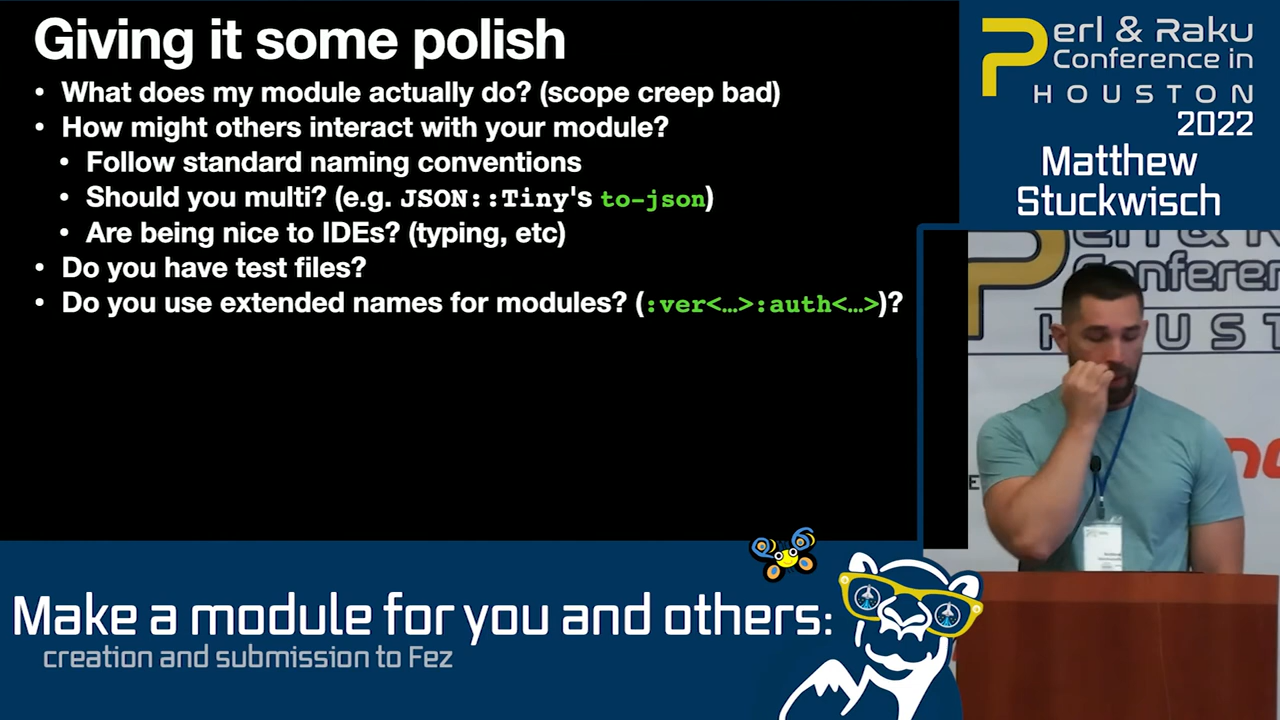 Giving it some polish
• What does my module actually do? (scope creep bad)
• How might others interact with your module?
• Follow standard naming conventions
• Should you multi? (e.g. JSON::Tiny's to-json)
• Are being nice to IDEs? (typing, etc)
• Do you have test files?
• Do you use extended names for modules? (:ver<…>:auth<…>)?
Perl & Raku
Conference in
HOUSTON
2022
Matthew
Stuckwisch
Make a module for you and others:
creation and submission to Fez